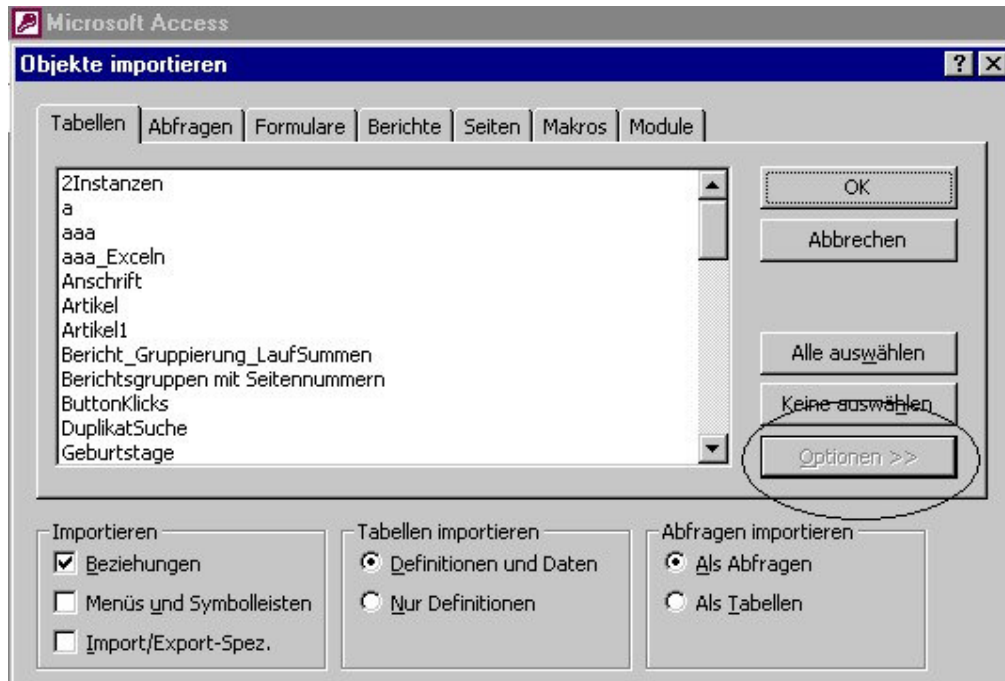 Microsoft Access
Objekte importieren
Tabellen Abfragen Formulare Berichte Seiten Makros Module
2Instanzen
a
aaa
aaa_Exceln
Anschrift
Artikel
Artikel1
Bericht_Gruppierung_LaufSummen
Berichtsgruppen mit Seitennummern
ButtonKlicks
DuplikatSuche
Geburtstage
OK
Abbrechen
Alle auswählen
Keine auswählen
Optionen >>
Importieren
Beziehungen
Menüs und Symbolleisten
Import/Export-Spez.
Tabellen importieren
Definitionen und Daten
Nur Definitionen
Abfragen importieren
Als Abfragen
Als Tabellen